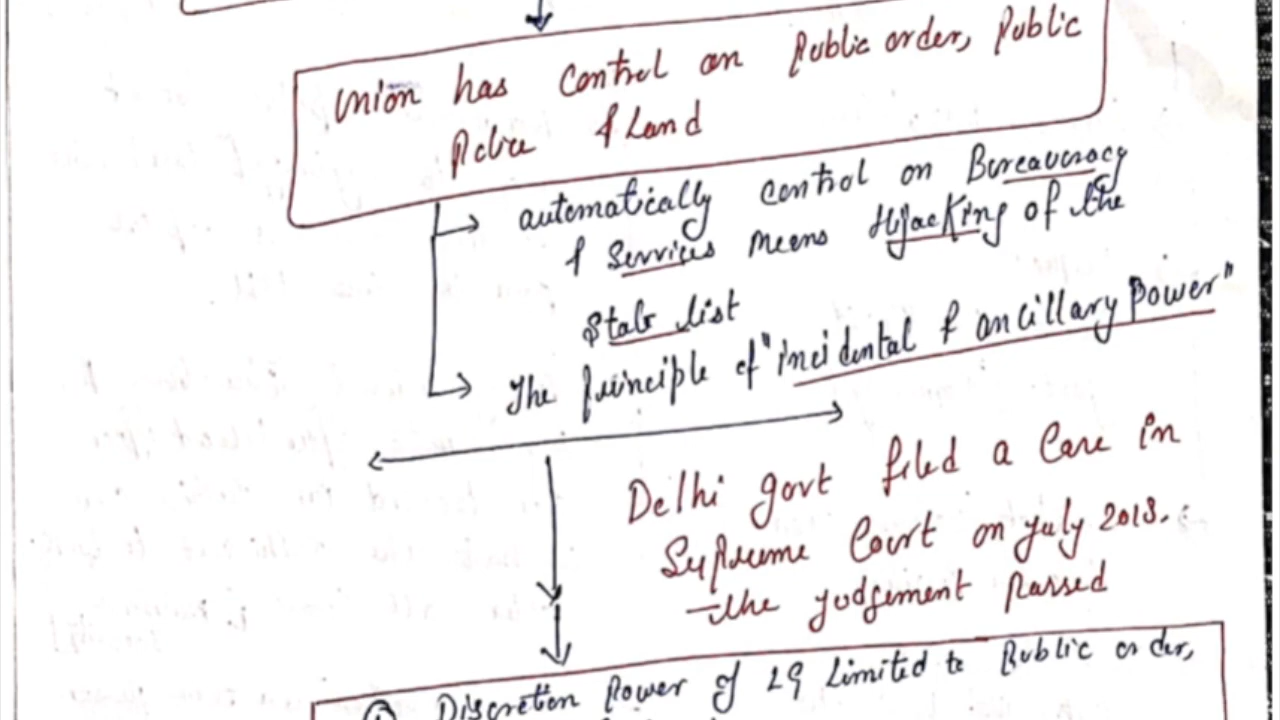 Union has control on Public order, Public
Police & Land
→ automatically control on Bureaucracy
& Services means Hijacking of the
State list
→ The principle of "incidental & ancillary power"
Delhi govt filed a Case in
Supreme Court on July 2018.
- The judgement passed
① Discretion power of LG Limited to Public order,